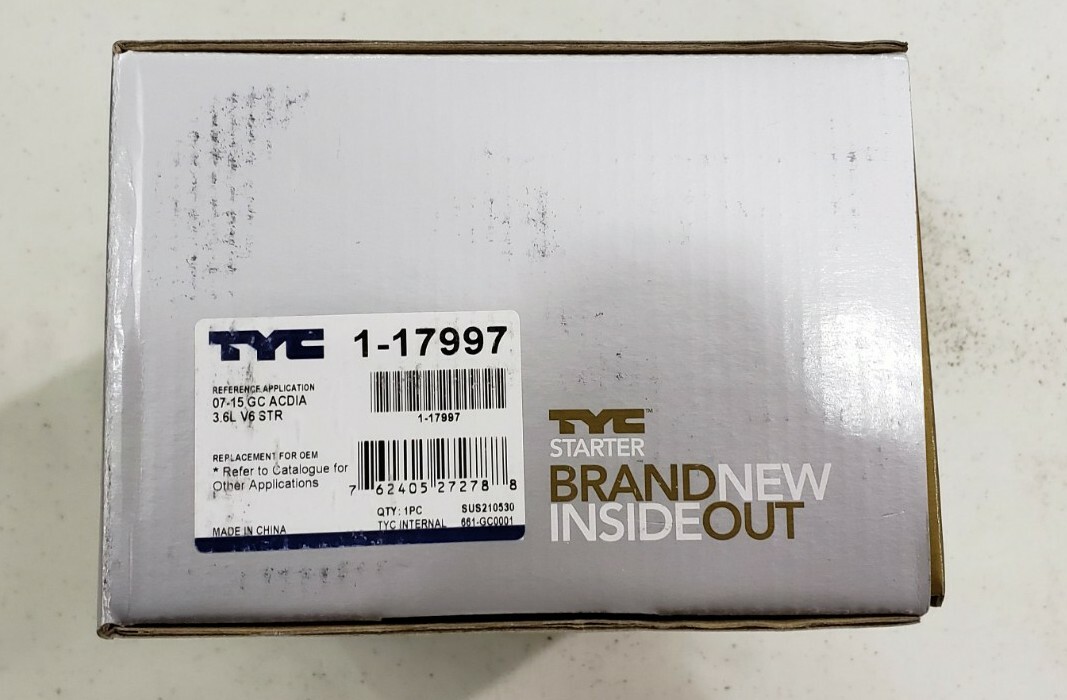 TYC 1-17997
REFERENCE APPLICATION
07-15 GC ACDIA
3.6L V6 STR
1-17997
REPLACEMENT FOR OEM
* Refer to Catalogue for
Other Applications
7 62405 27278 8
QTY: 1PC SUS210530
MADE IN CHINA TYC INTERNAL 661-GC0001
TYC™
STARTER
BRANDNEW
INSIDEOUT